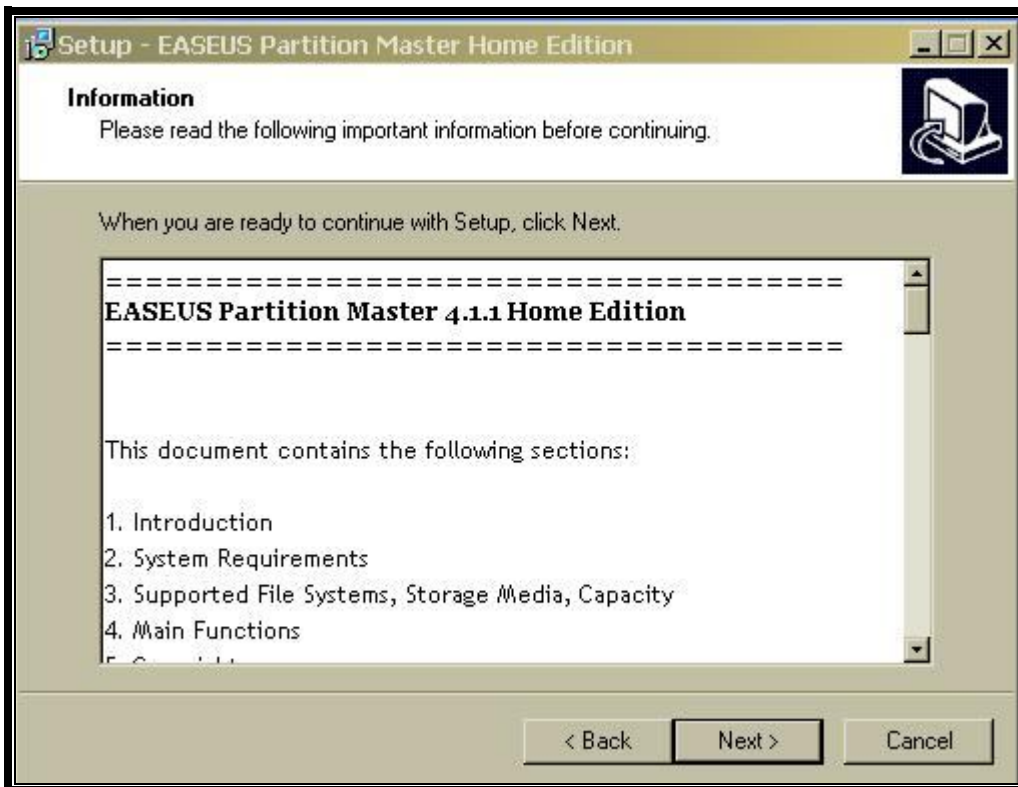 Setup - EASEUS Partition Master Home Edition
Information
Please read the following important information before continuing.
When you are ready to continue with Setup, click Next.
=====================================
EASEUS Partition Master 4.1.1 Home Edition
=====================================
This document contains the following sections:
1. Introduction
2. System Requirements
3. Supported File Systems, Storage Media, Capacity
4. Main Functions
< Back
Next >
Cancel